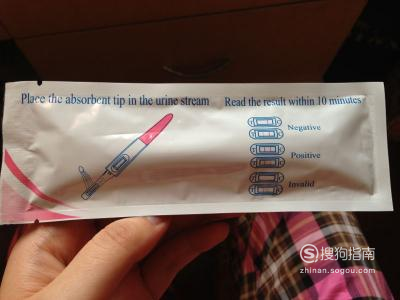 Place the absorbent tip in the urine stream
Read the result within 10 minutes
Negative
Positive
Invalid
S 搜狗指南
zhinan.sogou.com